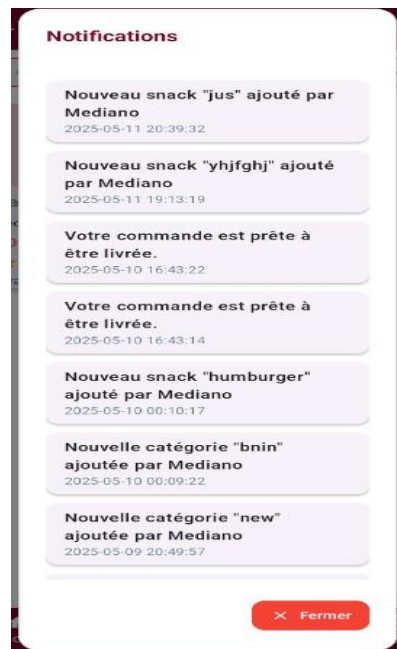 Notifications
Nouveau snack "jus" ajouté par
Mediano
2025-05-11 20:39:32
Nouveau snack "yhjfghj" ajouté
par Mediano
2025-05-11 19:13:19
Votre commande est prête à
être livrée.
2025-05-10 16:43:22
Votre commande est prête à
être livrée.
2025-05-10 16:43:14
Nouveau snack "humburger"
ajouté par Mediano
2025-05-10 00:10:17
Nouvelle catégorie "bnin"
ajoutée par Mediano
2025-05-10 00:09:22
Nouvelle catégorie "new"
ajoutée par Mediano
2025-05-09 20:49:57
× Fermer